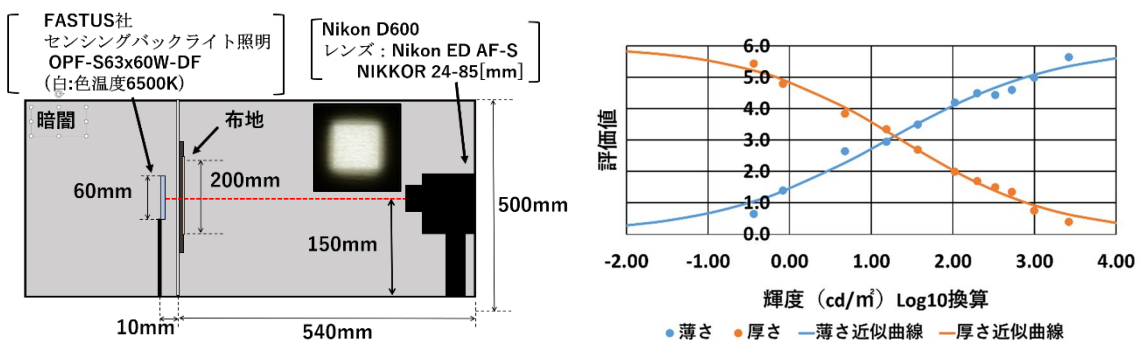 FASTUS社
センシングバックライト照明
OPF-S63x60W-DF
(白:色温度6500K)
Nikon D600
レンズ：Nikon ED AF-S
NIKKOR 24-85[mm]
暗闇
布地
60mm
200mm
150mm
500mm
10mm
540mm
評価値
6.0
5.0
4.0
3.0
2.0
1.0
0.0
-2.00 -1.00 0.00 1.00 2.00 3.00 4.00
輝度（cd/㎡）Log10換算
薄さ 厚さ 薄さ近似曲線 厚さ近似曲線